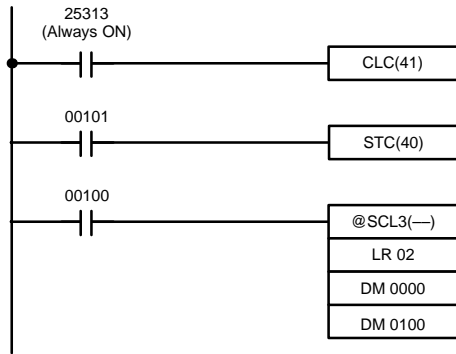 25313
(Always ON)
CLC(41)
00101
STC(40)
00100
@SCL3(––)
LR 02
DM 0000
DM 0100